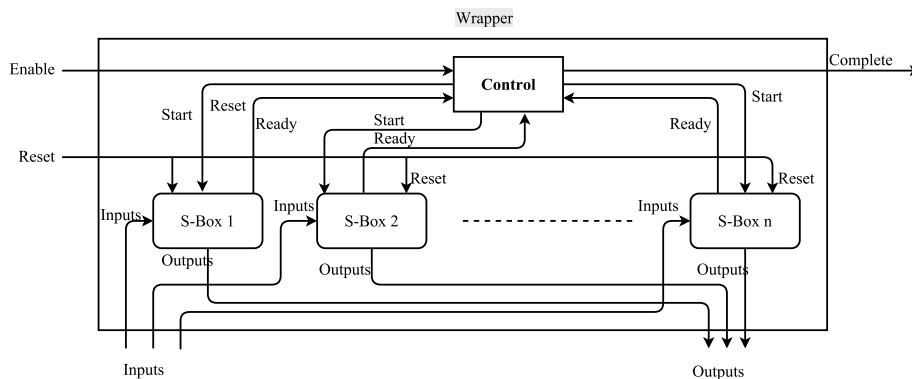 Wrapper
Enable
Complete
Control
Start
Reset
Ready
Start
Ready
Ready
Start
Reset
Reset
Reset
Inputs
S-Box 1
Inputs
S-Box 2
Inputs
S-Box n
Outputs
Outputs
Outputs
Inputs
Outputs